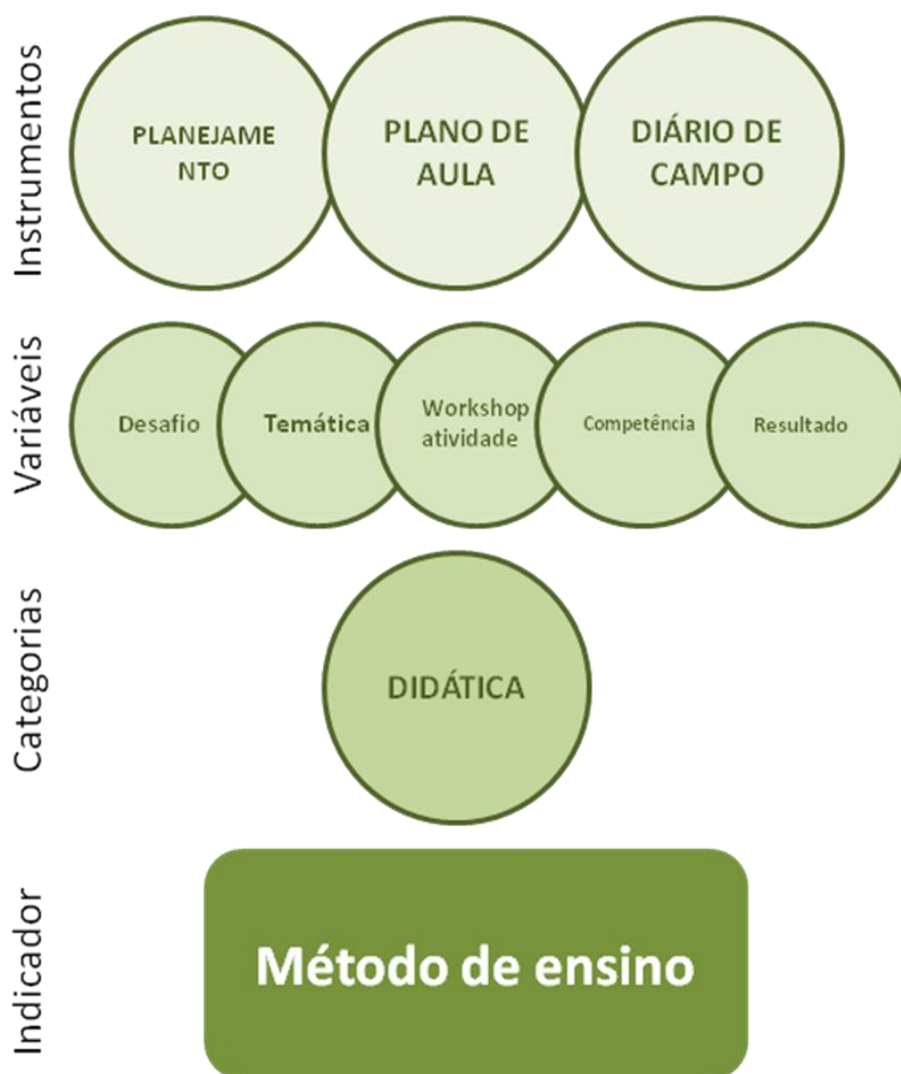 Instrumentos
PLANEJAME
NTO
PLANO DE
AULA
DIÁRIO DE
CAMPO
Variáveis
Desafio
Temática
Workshop
atividade
Competência
Resultado
Categorias
DIDÁTICA
Indicador
Método de ensino